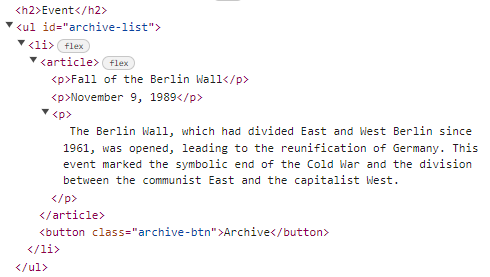 <h2>Event</h2>
<ul id="archive-list">
<li> flex
<article> flex
<p>Fall of the Berlin Wall</p>
<p>November 9, 1989</p>
<p>
The Berlin Wall, which had divided East and West Berlin since
1961, was opened, leading to the reunification of Germany. This
event marked the symbolic end of the Cold War and the division
between the communist East and the capitalist West.
</p>
</article>
<button class="archive-btn">Archive</button>
</li>
</ul>